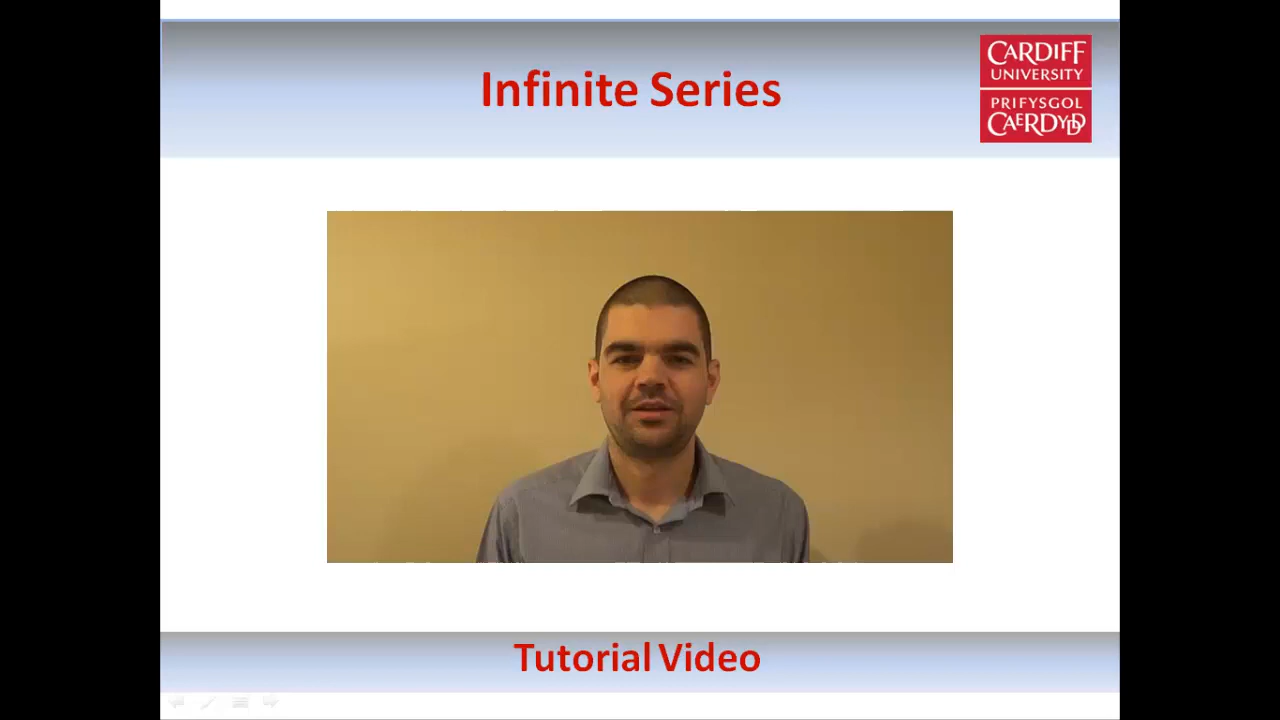 Infinite Series
CARDIFF
UNIVERSITY
PRIFYSGOL
CAERDYDD
Tutorial Video